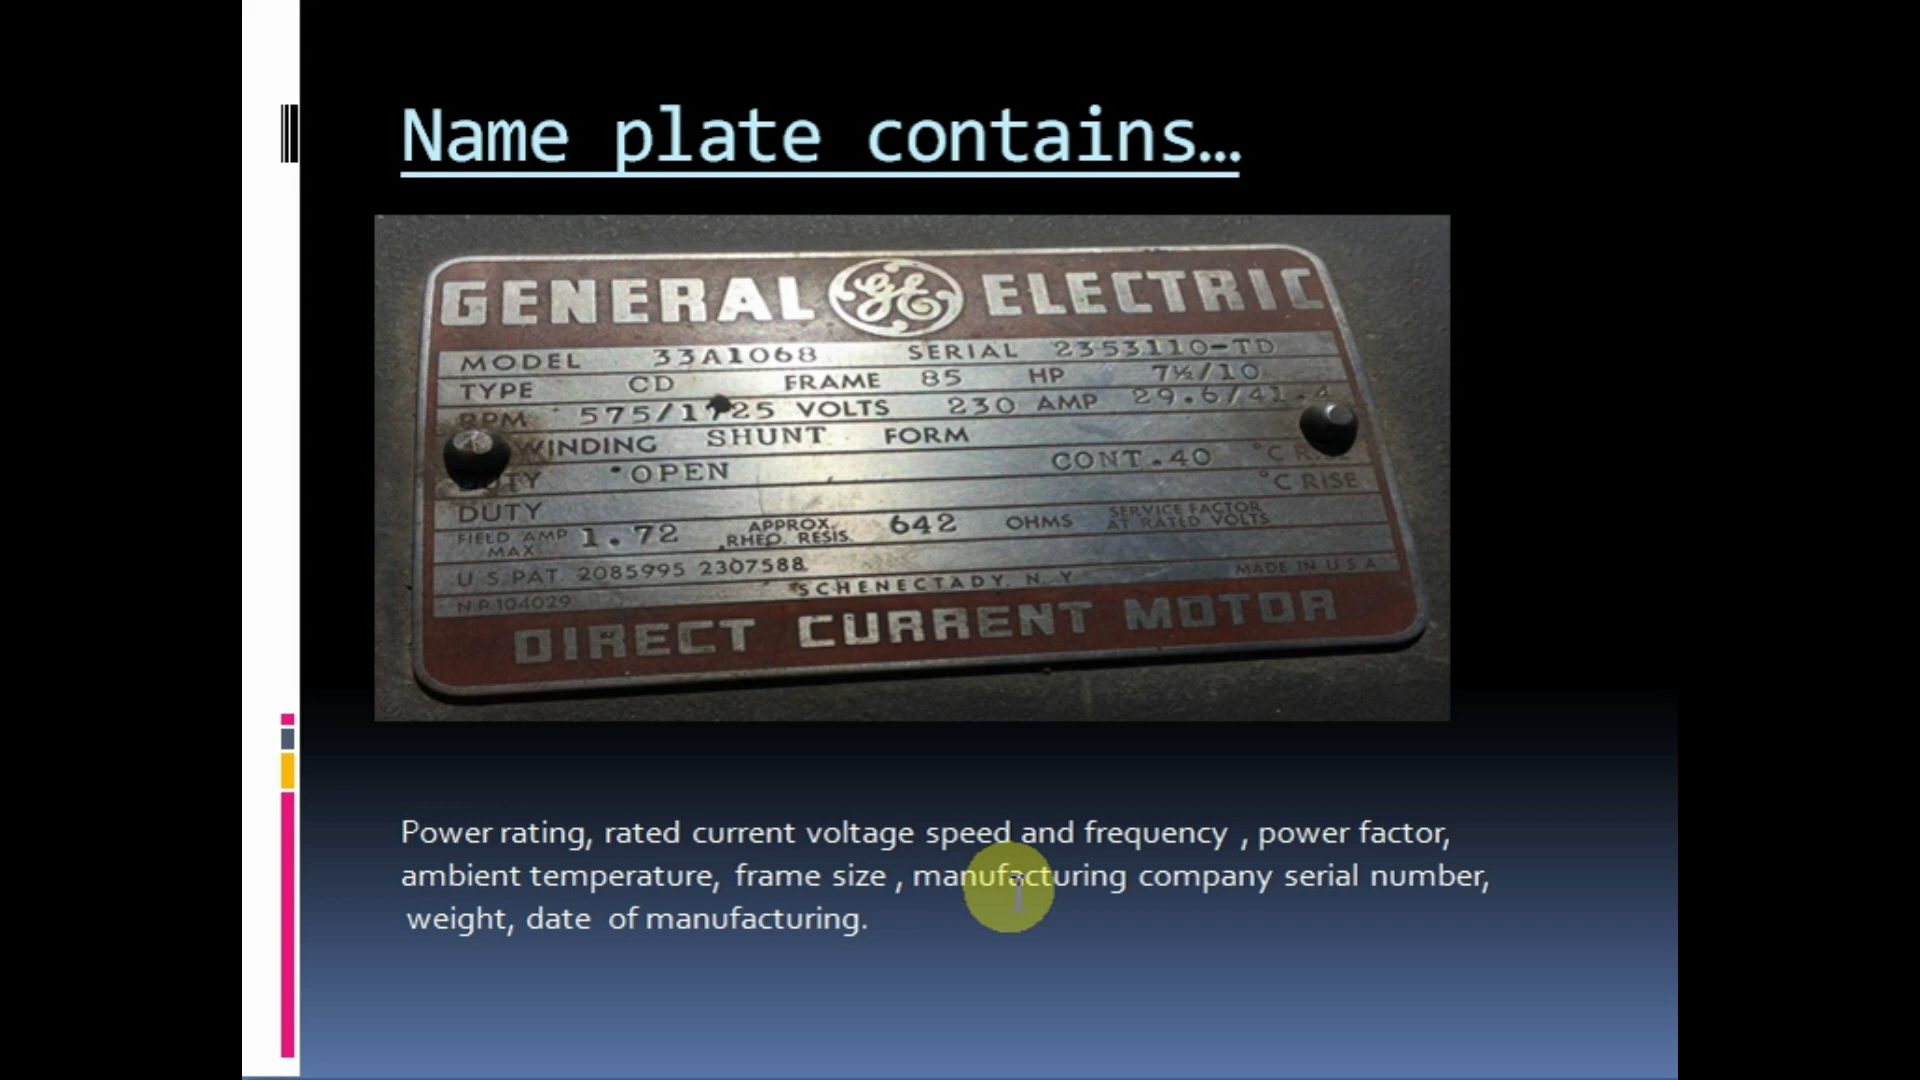 Name plate contains…
GENERAL GE ELECTRIC
MODEL 33A1068 SERIAL 2353110-TD
TYPE CD FRAME 85 HP 7½/10
RPM 575/1725 VOLTS 230 AMP 29.6/41.4
WINDING SHUNT FORM
DUTY OPEN CONT.40 °C RISE
DUTY °C RISE
FIELD AMP MAX 1.72 APPROX. RHEO. RESIS. 642 OHMS SERVICE FACTOR AT RATED VOLTS
U S PAT 2085995 2307588
NP 104029 SCHENECTADY, N. Y MADE IN U S A
DIRECT CURRENT MOTOR
Power rating, rated current voltage speed and frequency , power factor,
ambient temperature, frame size , manufacturing company serial number,
weight, date of manufacturing.